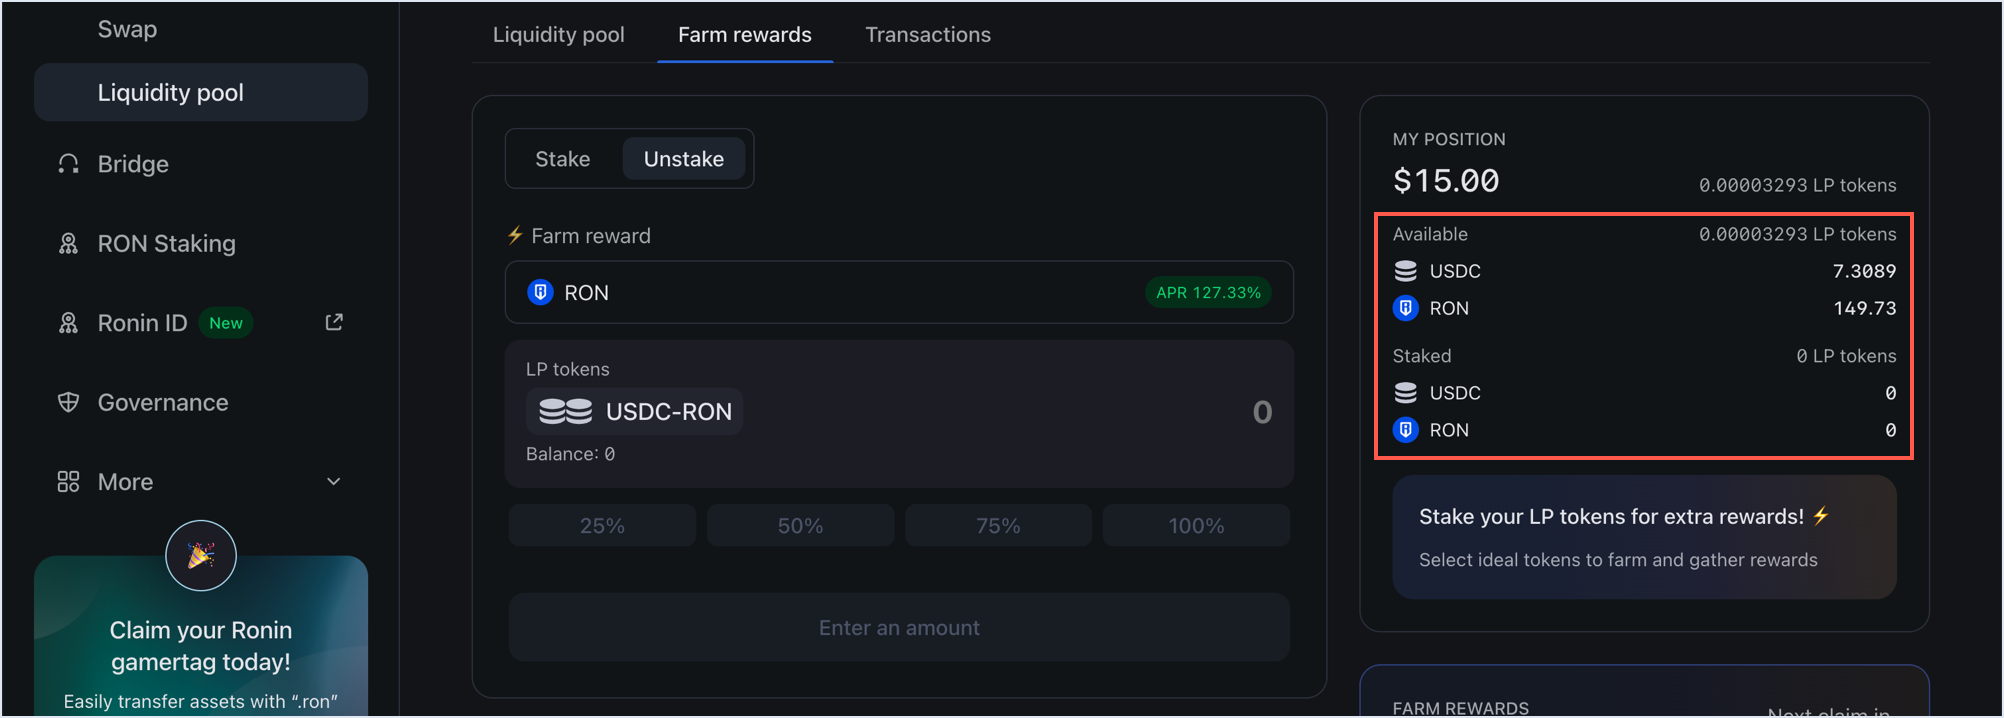 Swap
Liquidity pool
Bridge
RON Staking
Ronin ID New
Governance
More
Claim your Ronin
gamertag today!
Easily transfer assets with “.ron”
Liquidity pool Farm rewards Transactions
Stake Unstake
Farm reward
RON APR 127.33%
LP tokens
USDC-RON 0
Balance: 0
25% 50% 75% 100%
Enter an amount
MY POSITION
$15.00 0.00003293 LP tokens
Available 0.00003293 LP tokens
USDC 7.3089
RON 149.73
Staked 0 LP tokens
USDC 0
RON 0
Stake your LP tokens for extra rewards!
Select ideal tokens to farm and gather rewards
FARM REWARDS Next claim in